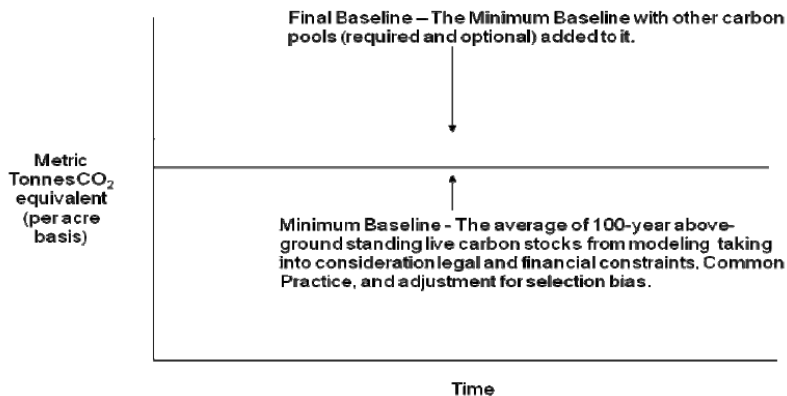 Final Baseline – The Minimum Baseline with other carbon
pools (required and optional) added to it.
Metric
Tonnes CO₂
equivalent
(per acre
basis)
Minimum Baseline - The average of 100-year above-
ground standing live carbon stocks from modeling taking
into consideration legal and financial constraints, Common
Practice, and adjustment for selection bias.
Time